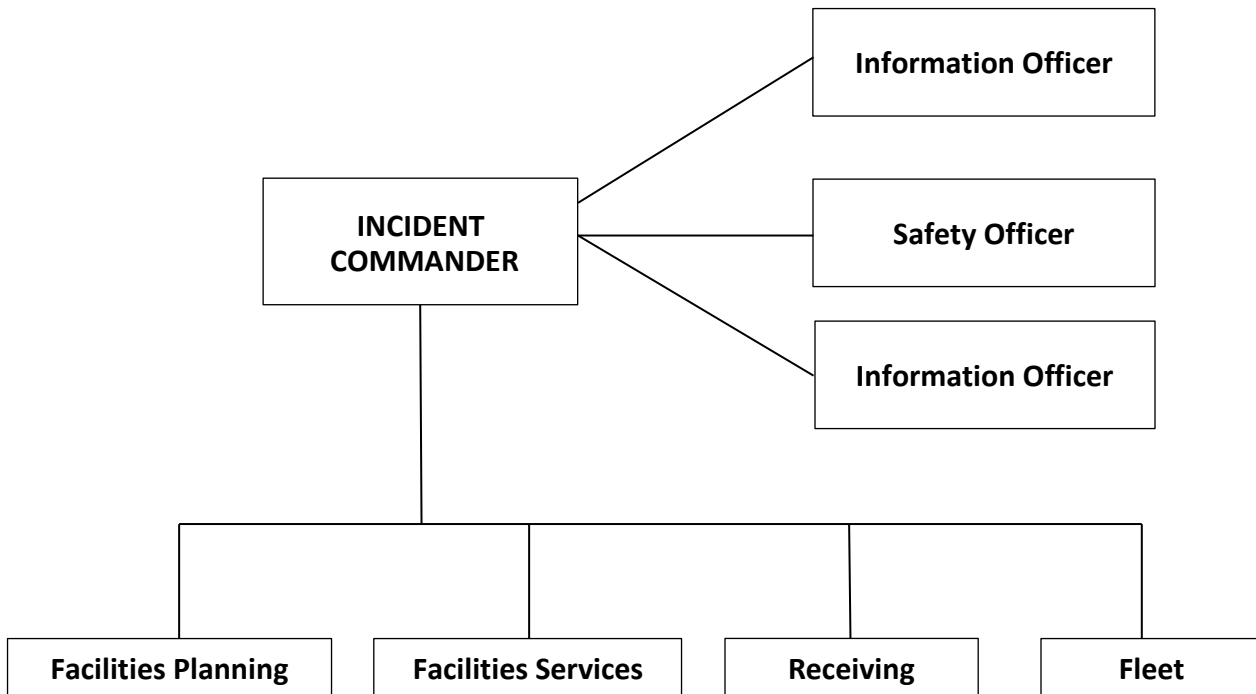 Information Officer
INCIDENT
COMMANDER
Safety Officer
Information Officer
Facilities Planning
Facilities Services
Receiving
Fleet